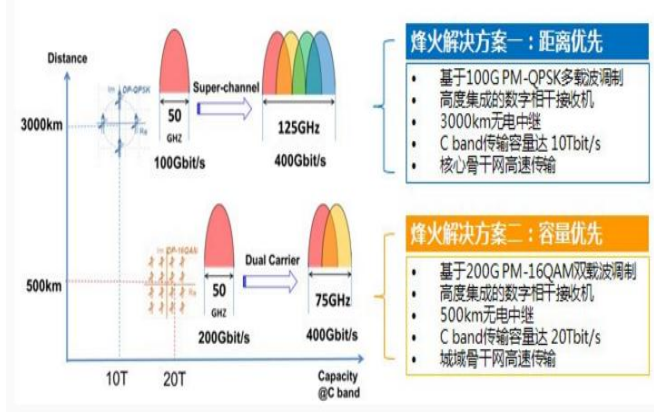 Distance
3000km
500km
Im
DP-QPSK
Re
50
GHZ
100Gbit/s
Super-channel
125GHz
400Gbit/s
Im
DP-16QAM
Re
50
GHZ
200Gbit/s
Dual Carrier
75GHz
400Gbit/s
10T
20T
Capacity
@C band
烽火解决方案一：距离优先
• 基于100G PM-QPSK多载波调制
• 高度集成的数字相干接收机
• 3000km无电中继
• C band传输容量达 10Tbit/s
• 核心骨干网高速传输
烽火解决方案二：容量优先
• 基于200G PM-16QAM双载波调制
• 高度集成的数字相干接收机
• 500km无电中继
• C band传输容量达 20Tbit/s
• 城域骨干网高速传输